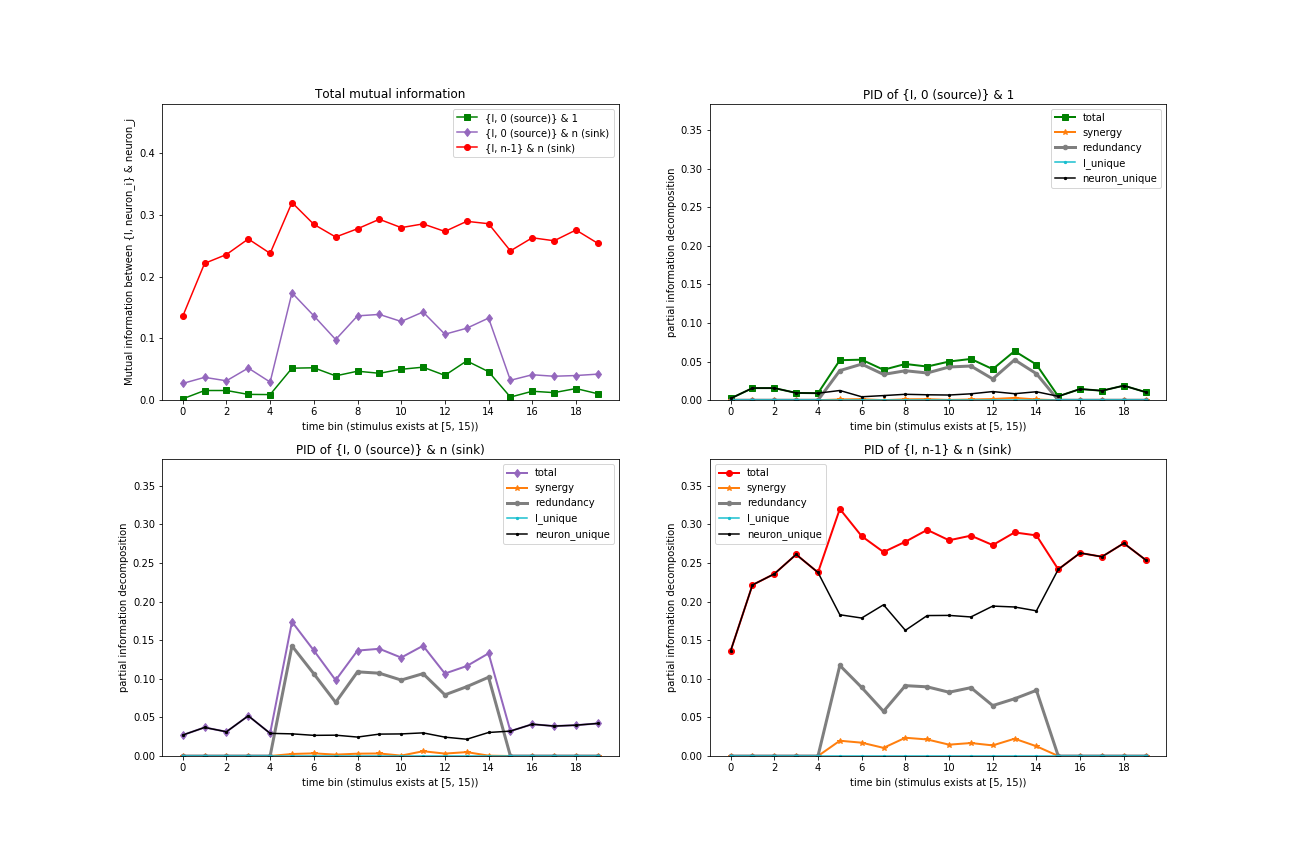 Total mutual information
Mutual information between {I, neuron_i} & neuron_j
0.0
0.1
0.2
0.3
0.4
{I, 0 (source)} & 1
{I, 0 (source)} & n (sink)
{I, n-1} & n (sink)
0 2 4 6 8 10 12 14 16 18
time bin (stimulus exists at [5, 15))
PID of {I, 0 (source)} & 1
partial information decomposition
0.35
0.30
0.25
0.20
0.15
0.10
0.05
0.00
total
synergy
redundancy
I_unique
neuron_unique
0 2 4 6 8 10 12 14 16 18
time bin (stimulus exists at [5, 15))
PID of {I, 0 (source)} & n (sink)
partial information decomposition
0.35
0.30
0.25
0.20
0.15
0.10
0.05
0.00
total
synergy
redundancy
I_unique
neuron_unique
0 2 4 6 8 10 12 14 16 18
time bin (stimulus exists at [5, 15))
PID of {I, n-1} & n (sink)
partial information decomposition
0.35
0.30
0.25
0.20
0.15
0.10
0.05
0.00
total
synergy
redundancy
I_unique
neuron_unique
0 2 4 6 8 10 12 14 16 18
time bin (stimulus exists at [5, 15))